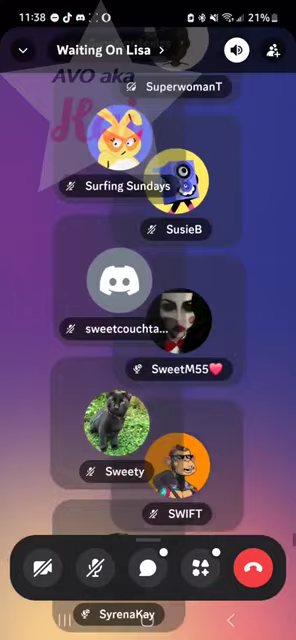 11:38
21%
Waiting On Lisa
AVO aka
SuperwomanT
Surfing Sundays
SusieB
sweetcouchta...
SweetM55❤️
Sweety
SWIFT
SyrenaKay